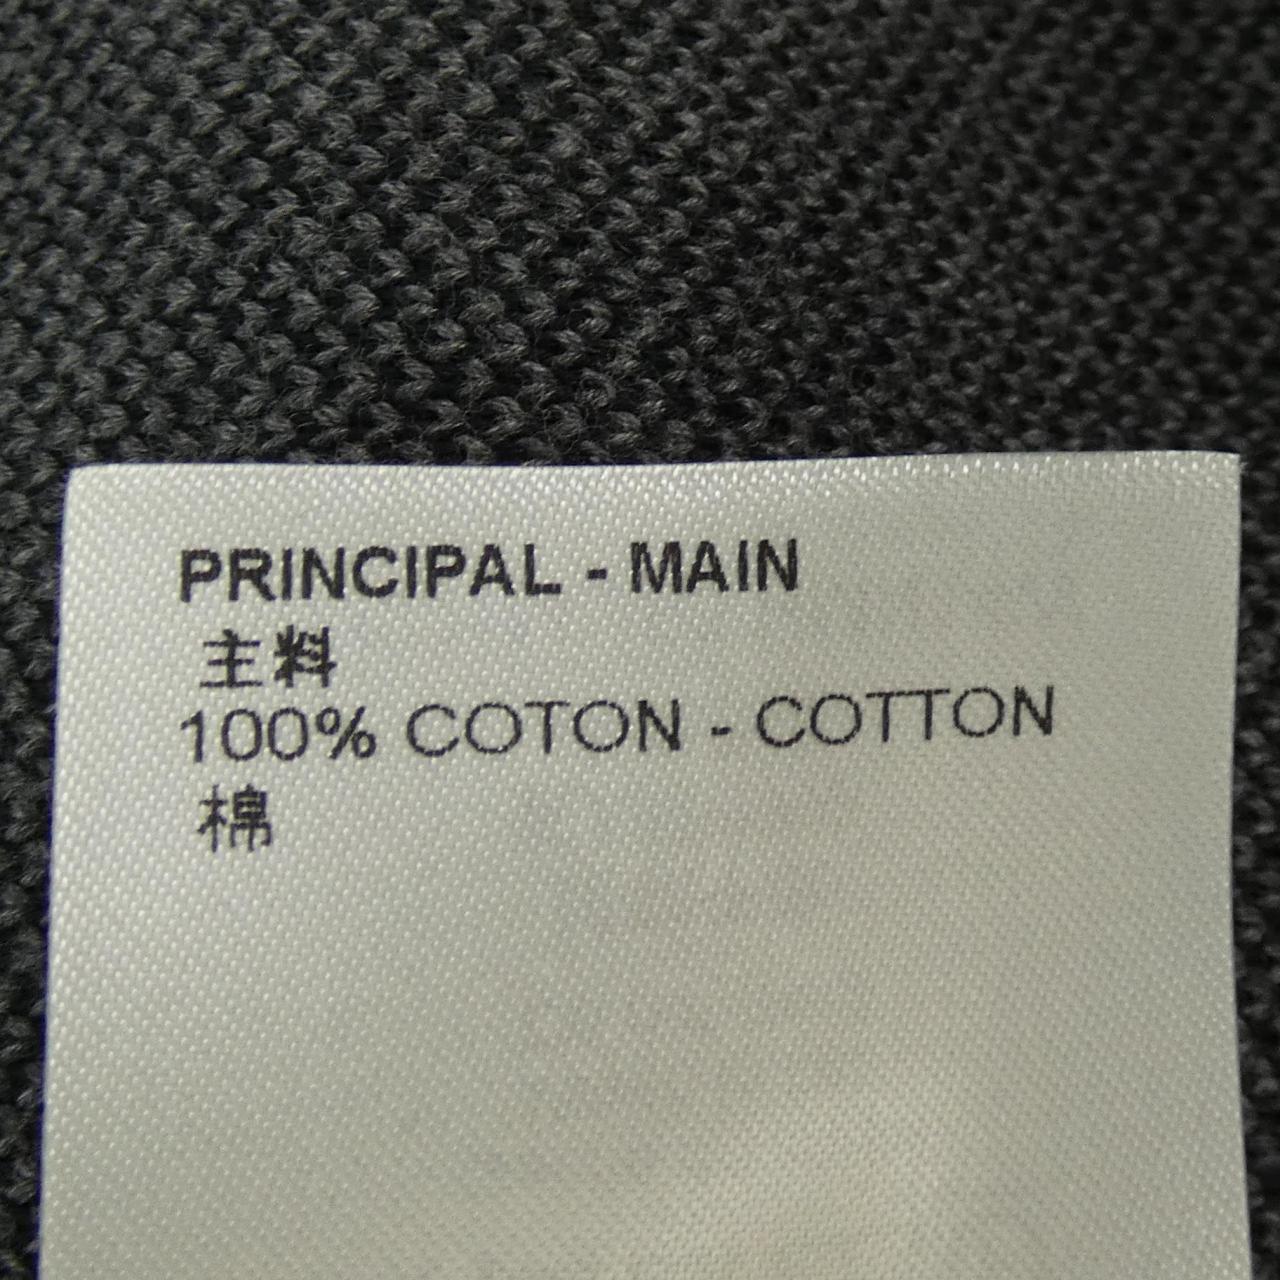 PRINCIPAL - MAIN
主料
100% COTON - COTTON
棉